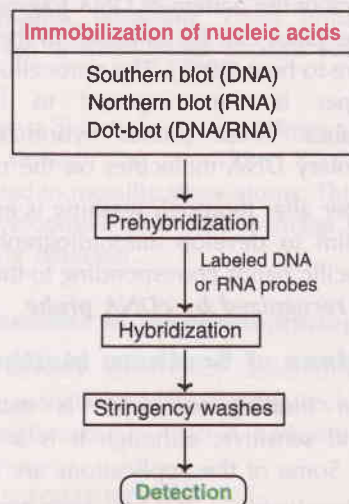 Immobilization of nucleic acids
Southern blot (DNA)
Northern blot (RNA)
Dot-blot (DNA/RNA)
Prehybridization
Labeled DNA
or RNA probes
Hybridization
Stringency washes
Detection